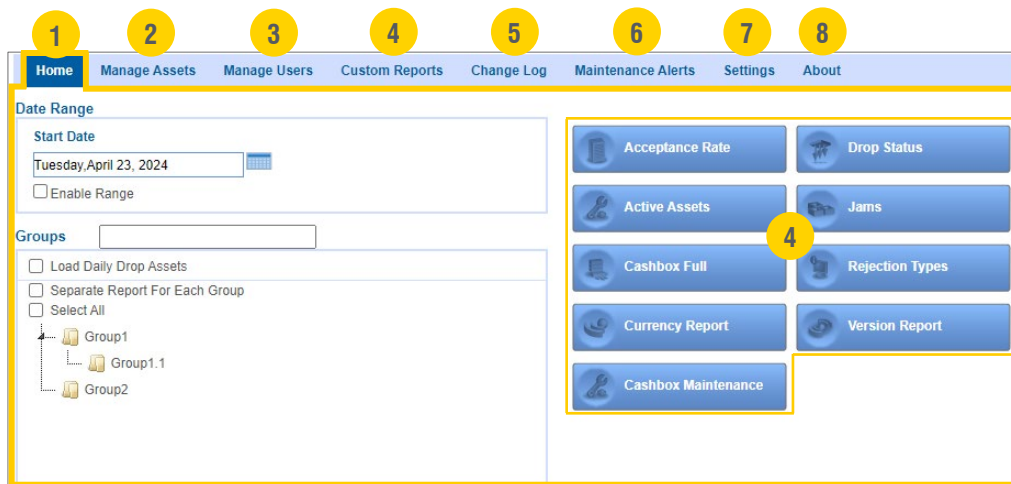 1 2 3 4 5 6 7 8
Home Manage Assets Manage Users Custom Reports Change Log Maintenance Alerts Settings About
Date Range
Start Date
Tuesday,April 23, 2024
Enable Range
Groups
Load Daily Drop Assets
Separate Report For Each Group
Select All
Group1
Group1.1
Group2
Acceptance Rate Drop Status
Active Assets Jams
4
Cashbox Full Rejection Types
Currency Report Version Report
Cashbox Maintenance